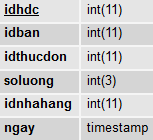 idhdc int(11)
idban int(11)
idthucdon int(11)
soluong int(3)
idnhahang int(11)
ngay timestamp